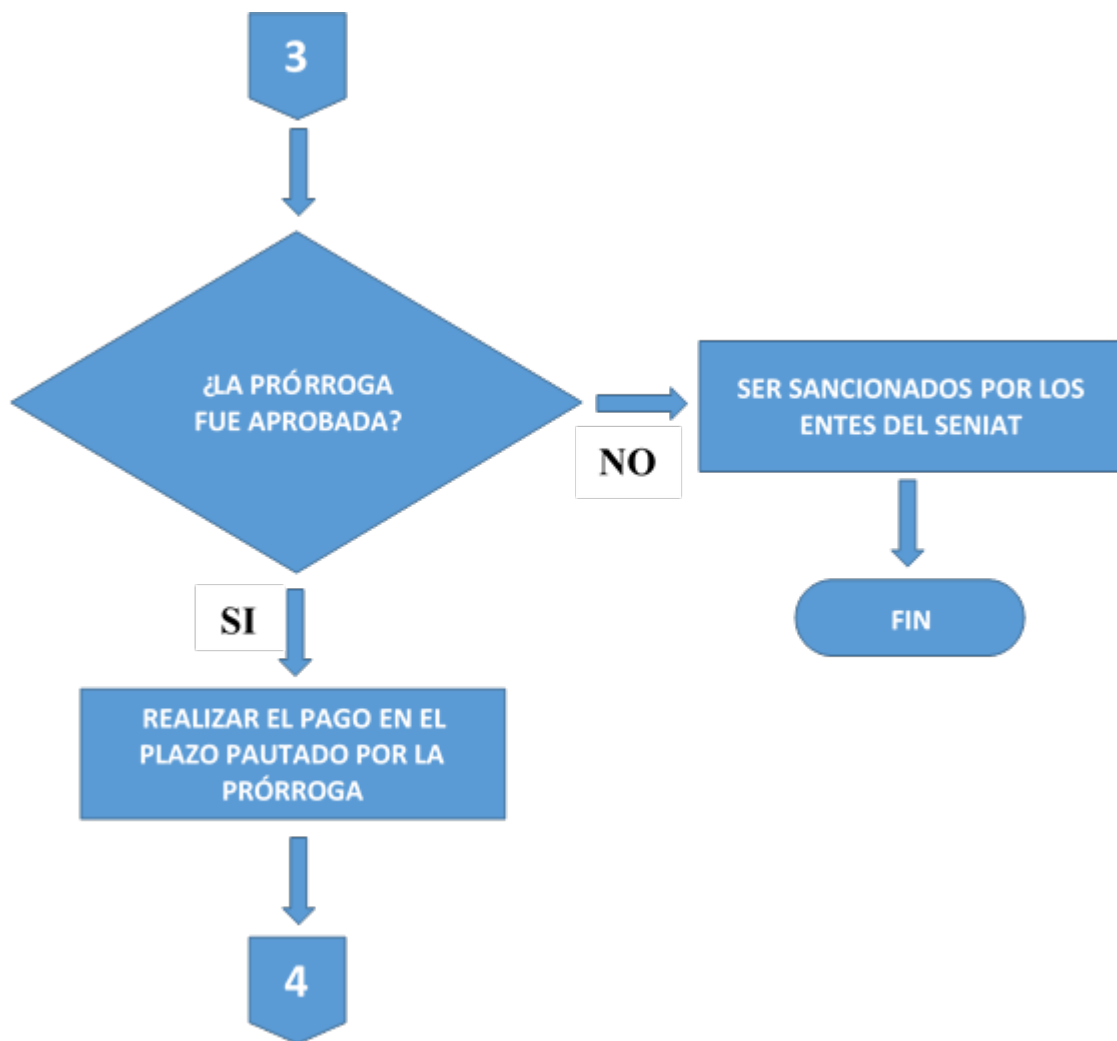 3
¿LA PRÓRROGA
FUE APROBADA?
NO
SER SANCIONADOS POR LOS
ENTES DEL SENIAT
FIN
SI
REALIZAR EL PAGO EN EL
PLAZO PAUTADO POR LA
PRÓRROGA
4